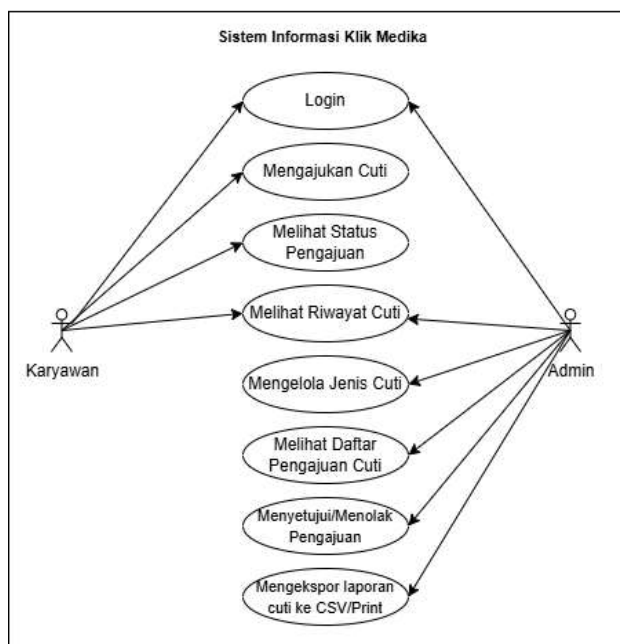 Sistem Informasi Klik Medika
Login
Mengajukan Cuti
Melihat Status
Pengajuan
Melihat Riwayat Cuti
Karyawan
Admin
Mengelola Jenis Cuti
Melihat Daftar
Pengajuan Cuti
Menyetujui/Menolak
Pengajuan
Mengekspor laporan
cuti ke CSV/Print